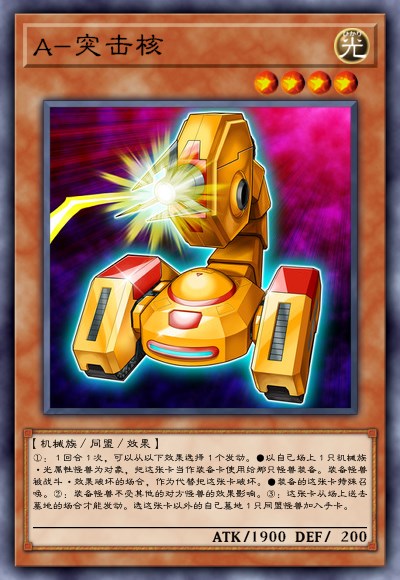 A-突击核
ひかり
光
【机械族/同盟/效果】
①:1回合1次,可以从以下效果选择1个发动。●以自己场上1只机械族
·光属性怪兽为对象,把这张卡当作装备卡使用给那只怪兽装备。装备怪兽
被战斗·效果破坏的场合,作为代替把这张卡破坏。●装备的这张卡特殊召
唤。②:装备怪兽不受其他的对方怪兽的效果影响。③:这张卡从场上送去
墓地的场合才能发动。选这张卡以外的自己墓地1只同盟怪兽加入手卡。
ATK/1900 DEF/ 200